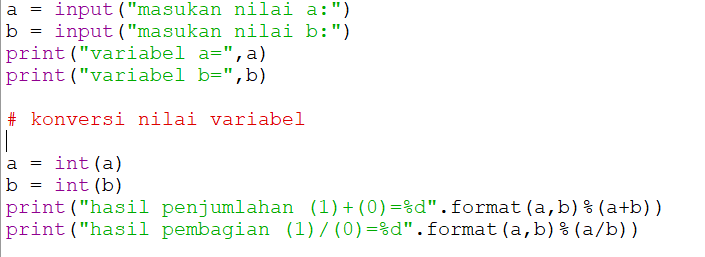 a = input("masukan nilai a:")
b = input("masukan nilai b:")
print("variabel a=",a)
print("variabel b=",b)
# konversi nilai variabel
a = int(a)
b = int(b)
print("hasil penjumlahan (1)+(0)=%d".format(a,b)%(a+b))
print("hasil pembagian (1)/(0)=%d".format(a,b)%(a/b))